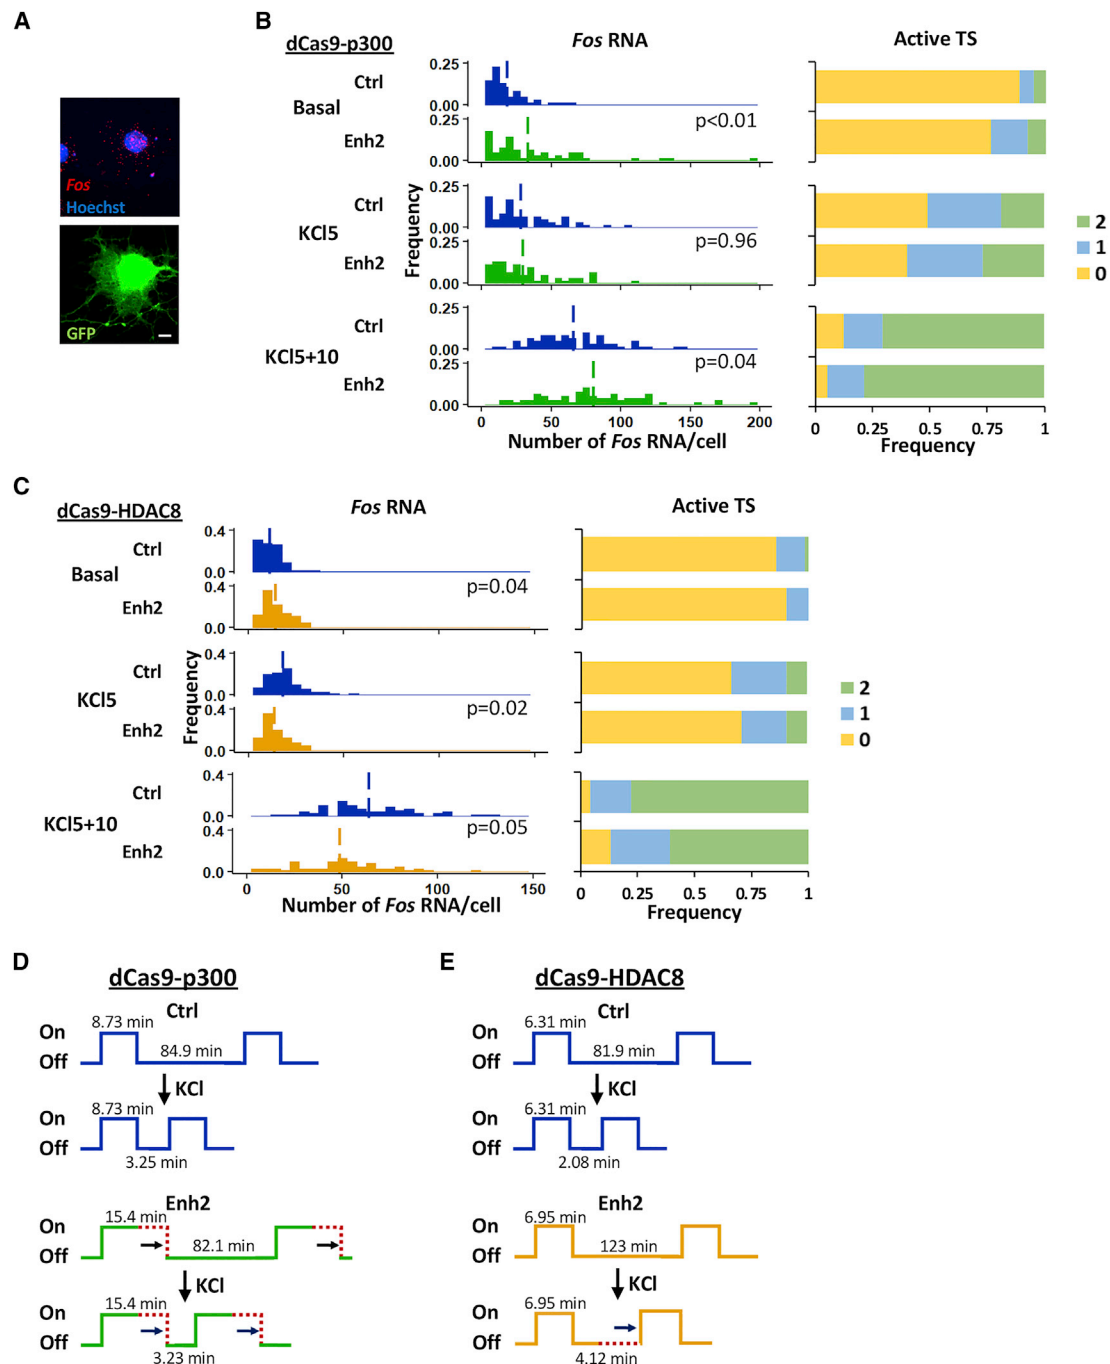 A
Fos
Hoechst
GFP
B
dCas9-p300
Fos RNA
Active TS
Basal
Ctrl
0.25
0.00
p<0.01
Enh2
0.25
0.00
KCl5
Ctrl
0.25
0.00
p=0.96
Enh2
0.25
0.00
KCl5+10
Ctrl
0.25
0.00
p=0.04
Enh2
0.25
0.00
Frequency
0 50 100 150 200
Number of Fos RNA/cell
0 0.25 0.5 0.75 1
Frequency
2
1
0
C
dCas9-HDAC8
Fos RNA
Active TS
Basal
Ctrl
0.4
0.0
p=0.04
Enh2
0.4
0.0
KCl5
Ctrl
0.4
0.0
p=0.02
Enh2
0.4
0.0
KCl5+10
Ctrl
0.4
0.0
p=0.05
Enh2
0.4
0.0
Frequency
0 50 100 150
Number of Fos RNA/cell
0 0.25 0.5 0.75 1
Frequency
2
1
0
D
dCas9-p300
Ctrl
On
Off
8.73 min
84.9 min
KCl
On
Off
8.73 min
3.25 min
Enh2
On
Off
15.4 min
82.1 min
KCl
On
Off
15.4 min
3.23 min
E
dCas9-HDAC8
Ctrl
On
Off
6.31 min
81.9 min
KCl
On
Off
6.31 min
2.08 min
Enh2
On
Off
6.95 min
123 min
KCl
On
Off
6.95 min
4.12 min